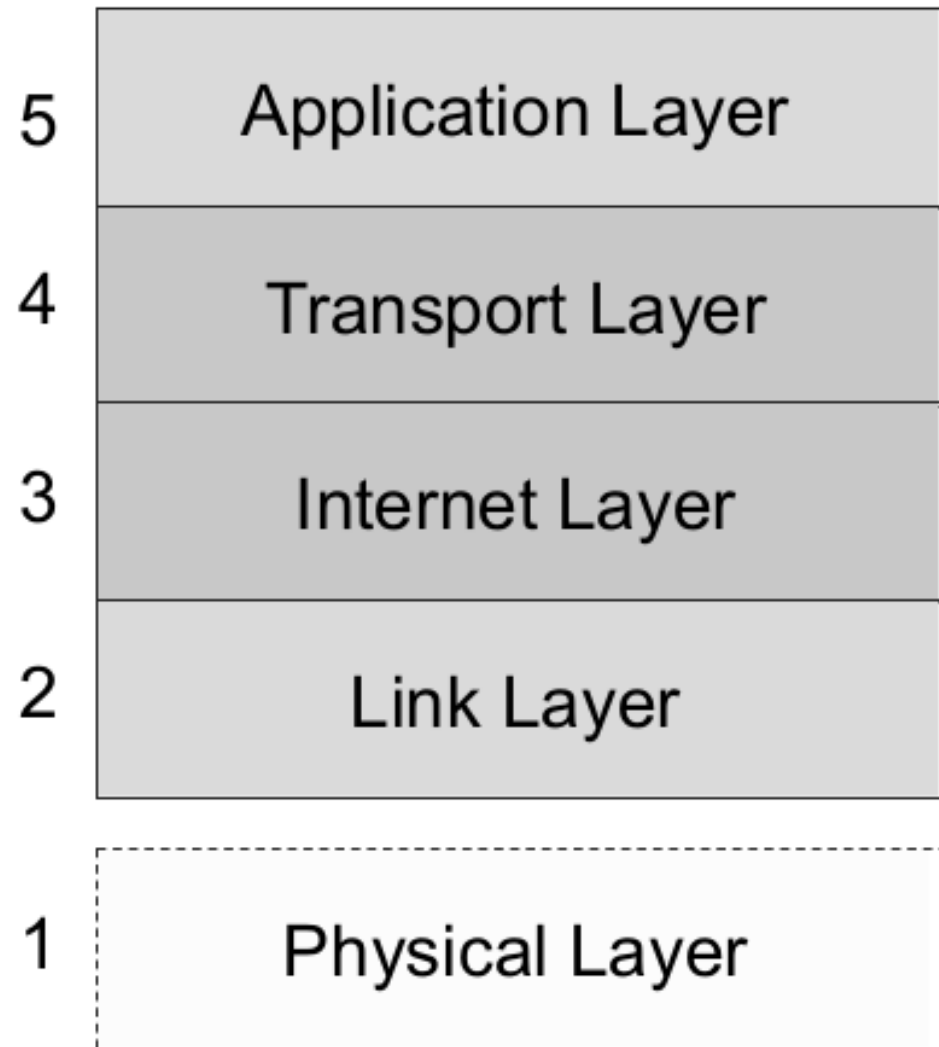 5 Application Layer
4 Transport Layer
3 Internet Layer
2 Link Layer
1 Physical Layer